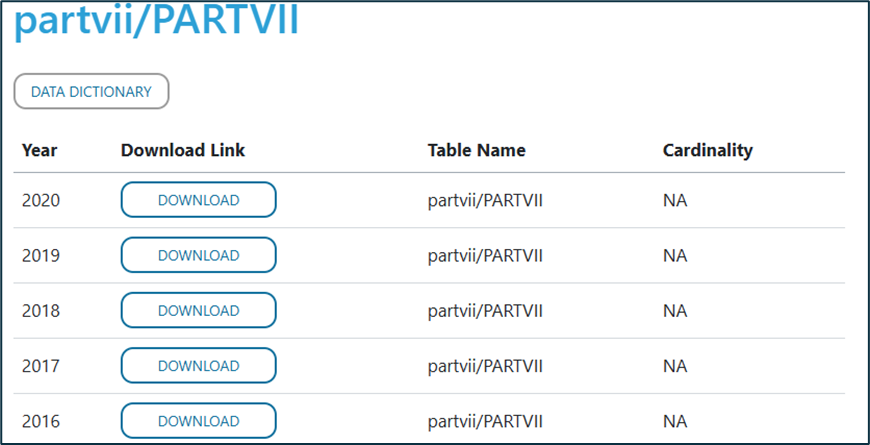 partvii/PARTVII
DATA DICTIONARY
Year Download Link Table Name Cardinality
2020 DOWNLOAD partvii/PARTVII NA
2019 DOWNLOAD partvii/PARTVII NA
2018 DOWNLOAD partvii/PARTVII NA
2017 DOWNLOAD partvii/PARTVII NA
2016 DOWNLOAD partvii/PARTVII NA